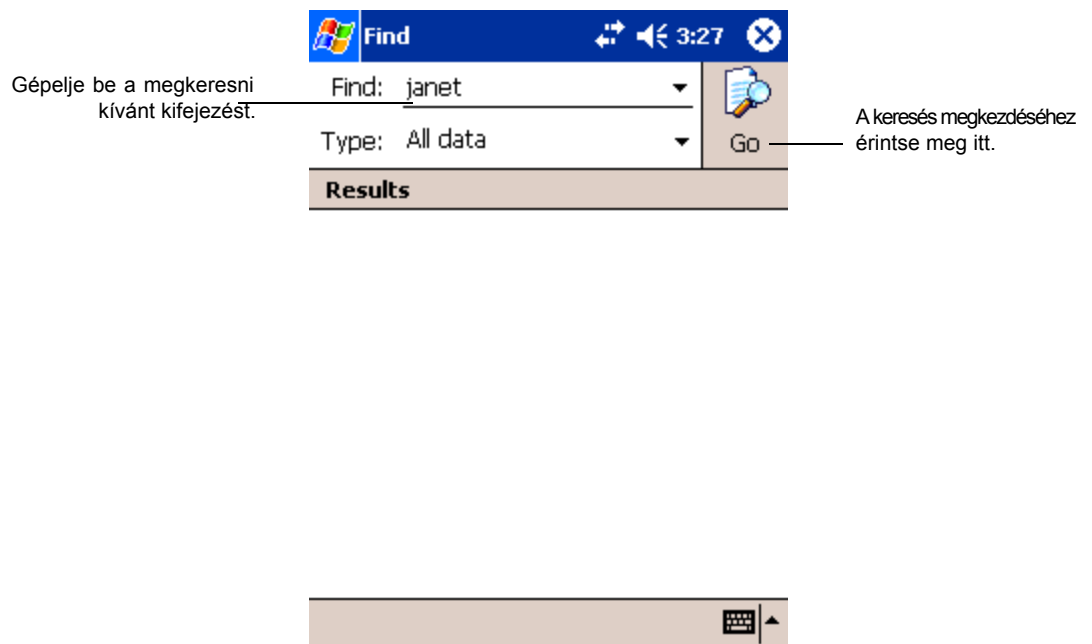 Find 3:27
Gépelje be a megkeresni
kívánt kifejezést.
Find: janet
Type: All data
Go
A keresés megkezdéséhez
érintse meg itt.
Results